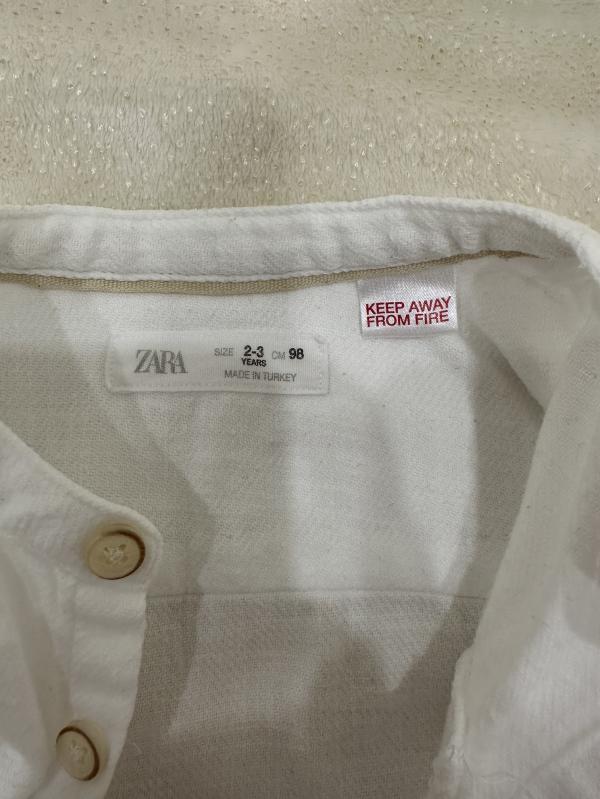 ZARA
SIZE 2-3 CM 98
YEARS
MADE IN TURKEY
KEEP AWAY
FROM FIRE